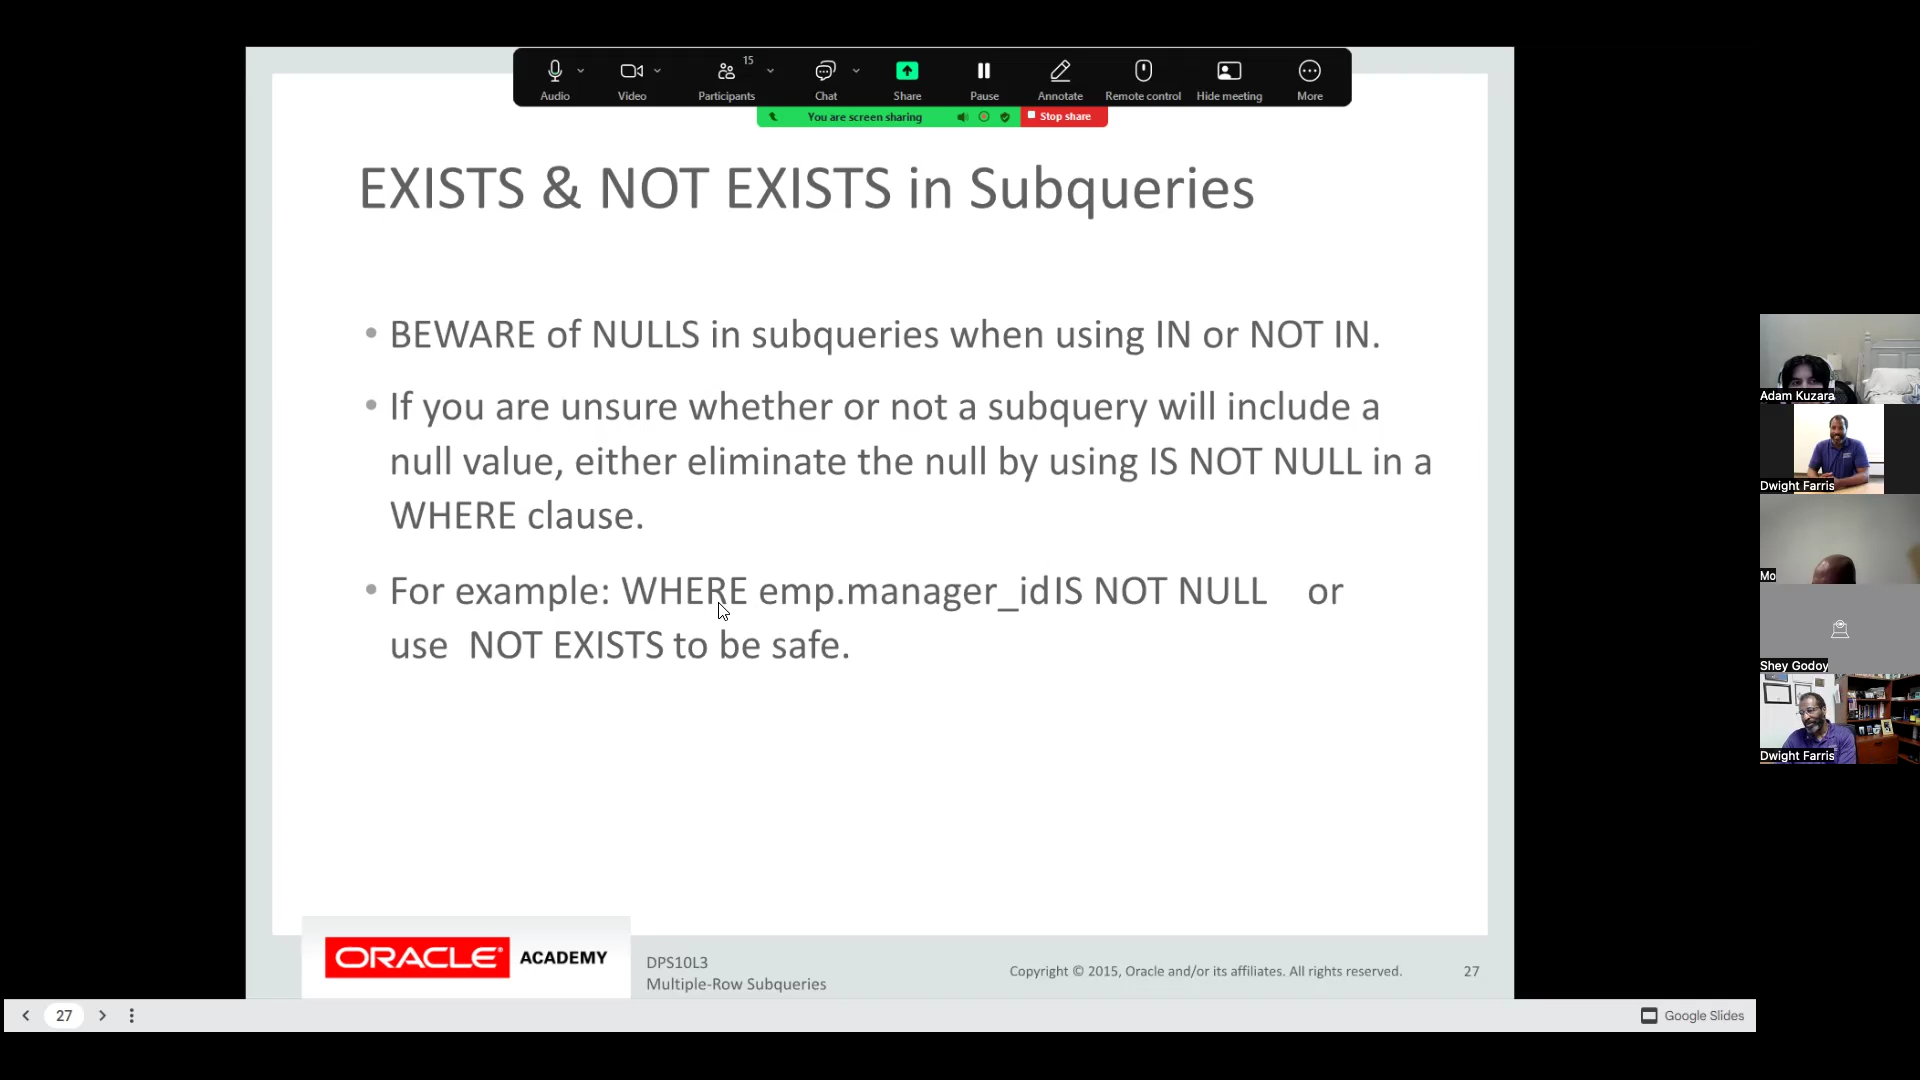 Audio
Video
Participants
15
Chat
Share
Pause
Annotate
Remote control
Hide meeting
More
You are screen sharing
Stop share
EXISTS & NOT EXISTS in Subqueries
• BEWARE of NULLS in subqueries when using IN or NOT IN.
• If you are unsure whether or not a subquery will include a
null value, either eliminate the null by using IS NOT NULL in a
WHERE clause.
• For example: WHERE emp.manager_idIS NOT NULL or
use NOT EXISTS to be safe.
Adam Kuzara
Dwight Farris
Mo
Shey Godoy
Dwight Farris
ORACLE® ACADEMY
DPS10L3
Multiple-Row Subqueries
Copyright © 2015, Oracle and/or its affiliates. All rights reserved.
27
27
Google Slides